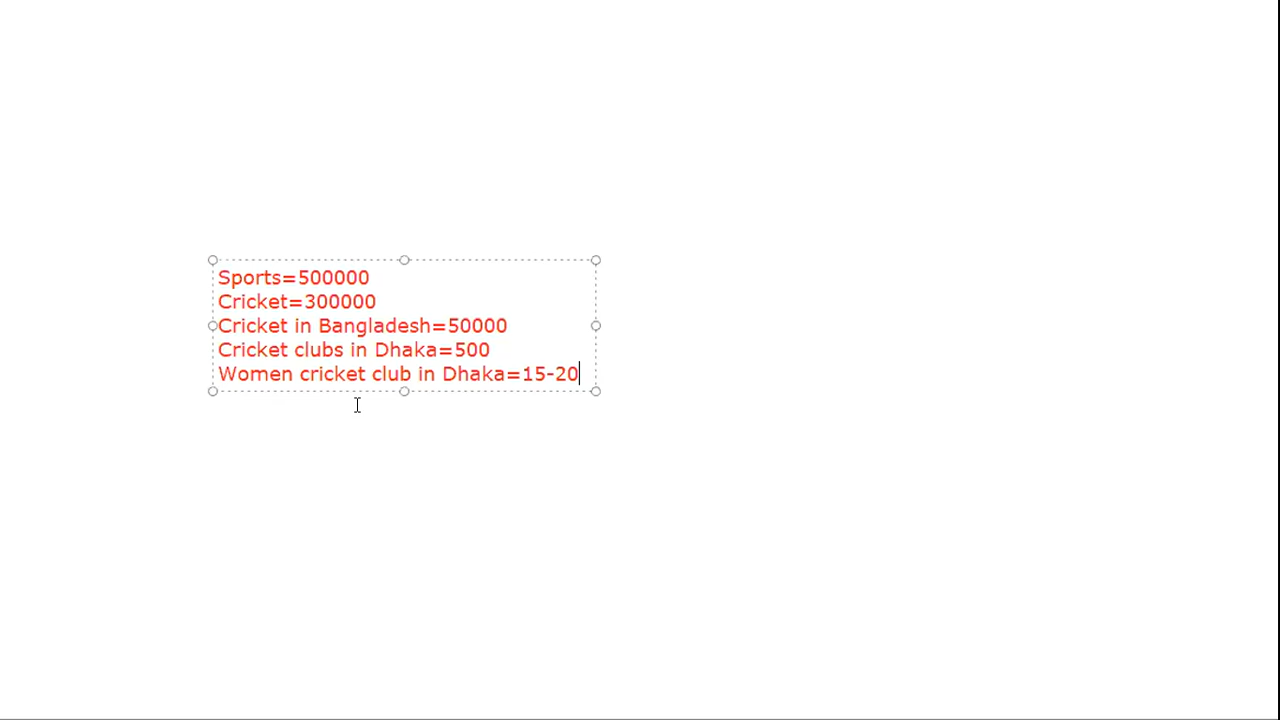 Sports=500000
Cricket=300000
Cricket in Bangladesh=50000
Cricket clubs in Dhaka=500
Women cricket club in Dhaka=15-20